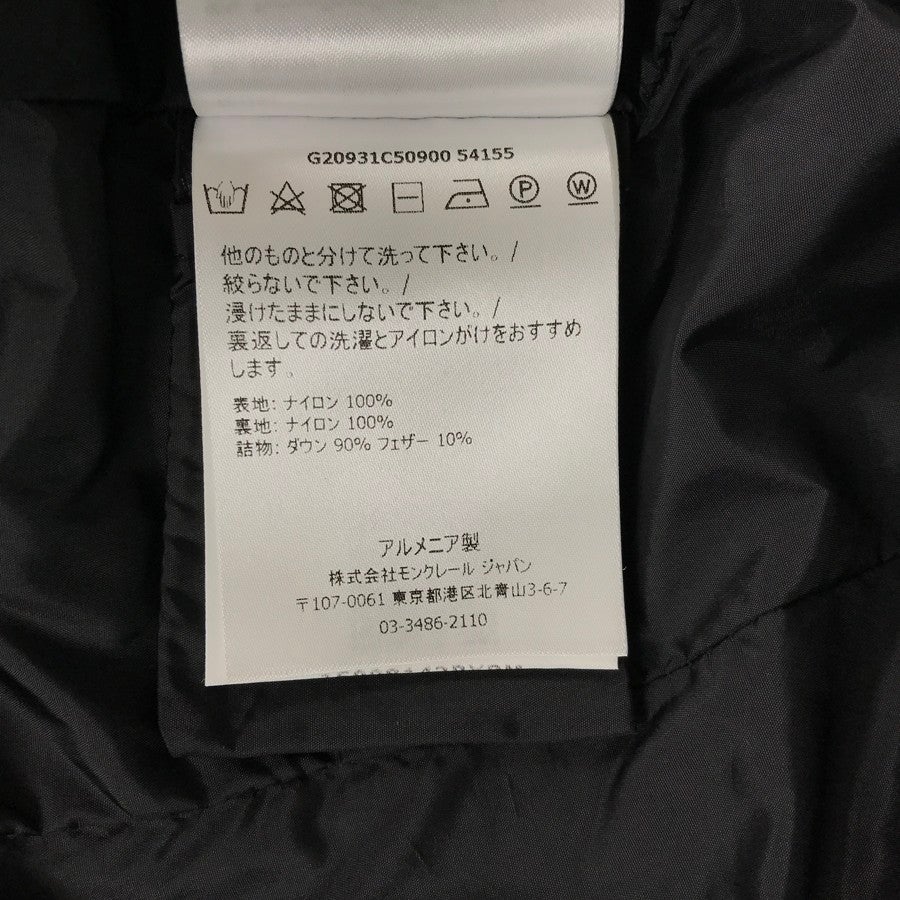 G20931C50900 54155
P W
他のものと分けて洗って下さい。/
絞らないで下さい。/
浸けたままにしないで下さい。/
裏返しての洗濯とアイロンがけをおすすめ
します。
表地: ナイロン 100%
裏地: ナイロン 100%
詰物: ダウン 90% フェザー 10%
アルメニア製
株式会社モンクレール ジャパン
〒107-0061 東京都港区北青山3-6-7
03-3486-2110